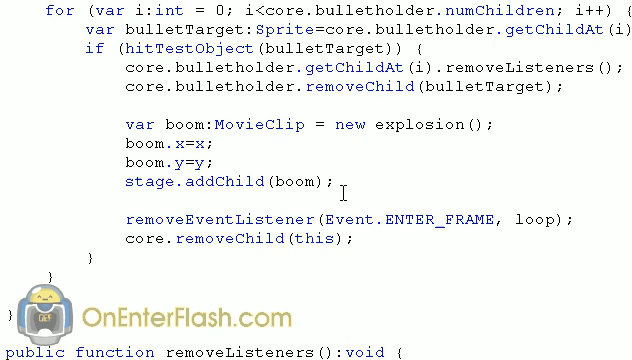 for (var i:int = 0; i<core.bulletholder.numChildren; i++) {
var bulletTarget:Sprite=core.bulletholder.getChildAt(i)
if (hitTestObject(bulletTarget)) {
core.bulletholder.getChildAt(i).removeListeners();
core.bulletholder.removeChild(bulletTarget);
var boom:MovieClip = new explosion();
boom.x=x;
boom.y=y;
stage.addChild(boom);
removeEventListener(Event.ENTER_FRAME, loop);
core.removeChild(this);
}
}
}
OEF OnEnterFlash.com
public function removeListeners():void {